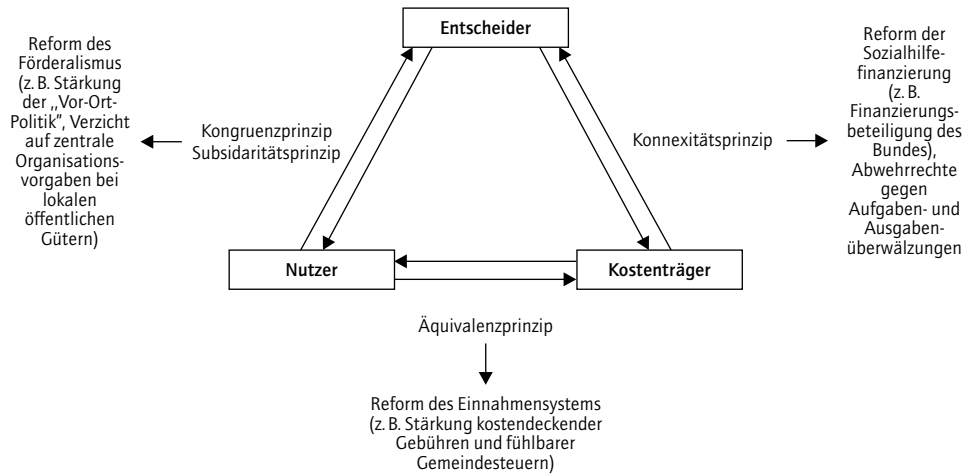 Entscheider
Reform des
Förderalismus
(z. B. Stärkung
der „Vor-Ort-
Politik", Verzicht
auf zentrale
Organisations-
vorgaben bei
lokalen
öffentlichen
Gütern)
Kongruenzprinzip
Subsidaritätsprinzip
Konnexitätsprinzip
Reform der
Sozialhilfe-
finanzierung
(z. B.
Finanzierungs-
beteiligung des
Bundes),
Abwehrrechte
gegen
Aufgaben- und
Ausgaben-
überwälzungen
Nutzer
Kostenträger
Äquivalenzprinzip
Reform des Einnahmensystems
(z. B. Stärkung kostendeckender
Gebühren und fühlbarer
Gemeindesteuern)